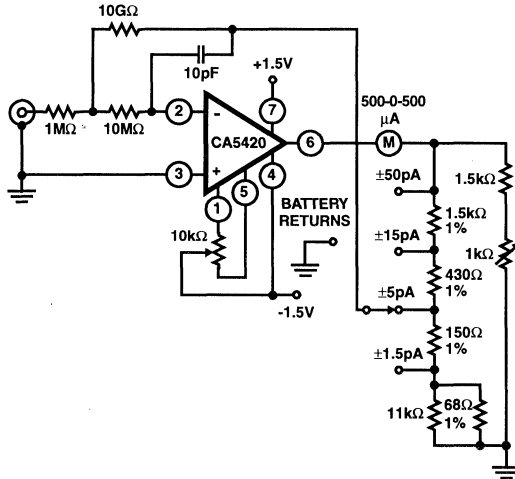 10GΩ
10pF
+1.5V
500-0-500
µA
1MΩ
10MΩ
2
-
7
CA5420
6
M
3
+
4
5
1
±50pA
1.5kΩ
1.5kΩ
1%
BATTERY
RETURNS
10kΩ
±15pA
1kΩ
430Ω
1%
-1.5V
±5pA
150Ω
1%
±1.5pA
11kΩ
68Ω
1%